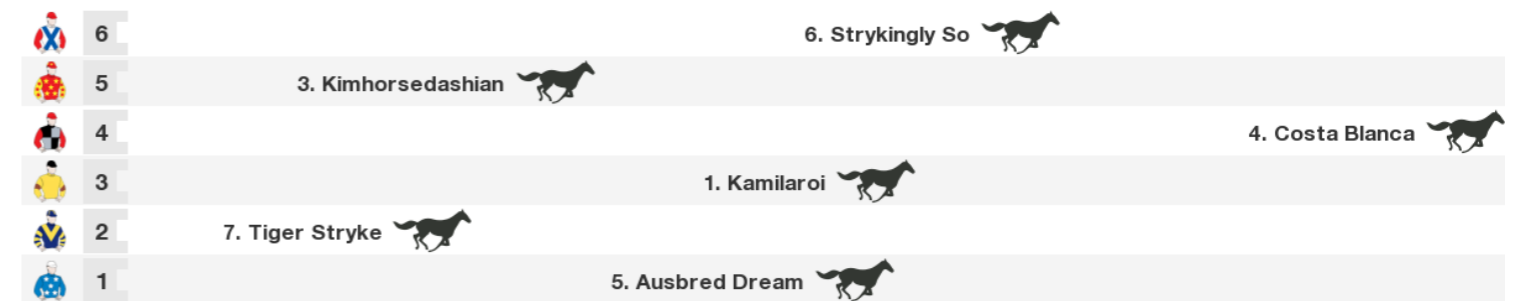 6 6. Strykingly So
5 3. Kimhorsedashian
4 4. Costa Blanca
3 1. Kamilaroi
2 7. Tiger Stryke
1 5. Ausbred Dream